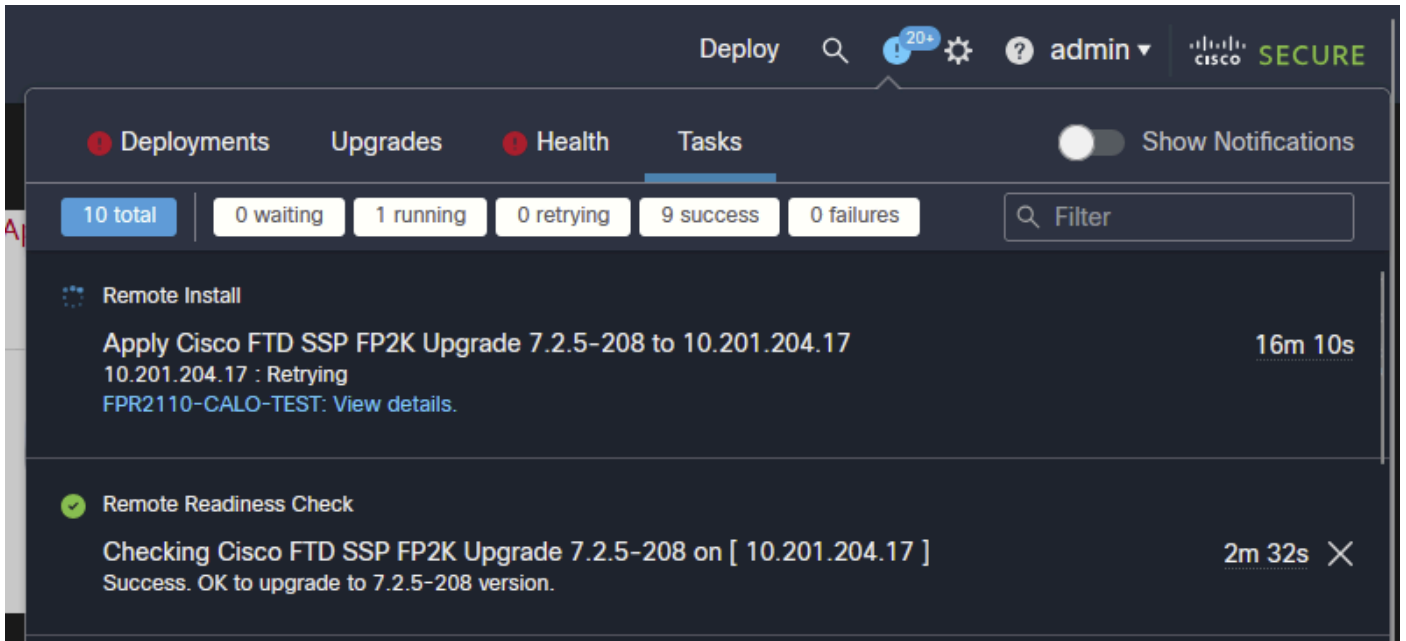 Deploy 20+ admin cisco SECURE
Deployments Upgrades Health Tasks Show Notifications
10 total 0 waiting 1 running 0 retrying 9 success 0 failures Filter
Remote Install
Apply Cisco FTD SSP FP2K Upgrade 7.2.5-208 to 10.201.204.17 16m 10s
10.201.204.17 : Retrying
FPR2110-CALO-TEST: View details.
Remote Readiness Check
Checking Cisco FTD SSP FP2K Upgrade 7.2.5-208 on [ 10.201.204.17 ] 2m 32s
Success. OK to upgrade to 7.2.5-208 version.